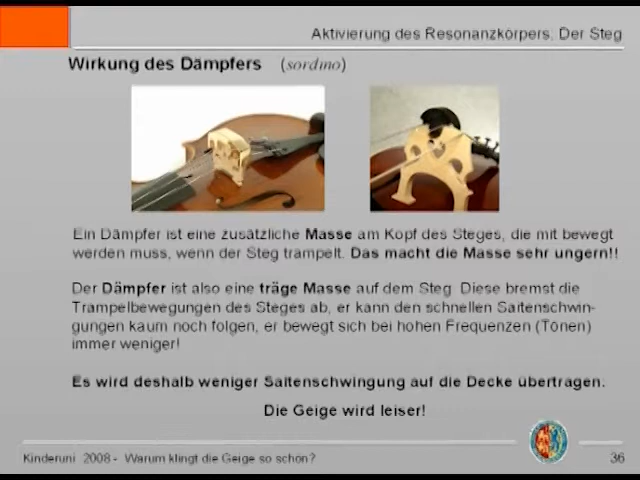 Aktivierung des Resonanzkörpers: Der Steg
Wirkung des Dämpfers (sordino)
Ein Dämpfer ist eine zusätzliche Masse am Kopf des Steges, die mit bewegt
werden muss, wenn der Steg trampelt. Das macht die Masse sehr ungern!!
Der Dämpfer ist also eine träge Masse auf dem Steg. Diese bremst die
Trampelbewegungen des Steges ab, er kann den schnellen Saitenschwin-
gungen kaum noch folgen, er bewegt sich bei hohen Frequenzen (Tönen)
immer weniger!
Es wird deshalb weniger Saitenschwingung auf die Decke übertragen.
Die Geige wird leiser!
Kinderuni 2008 - Warum klingt die Geige so schön?
36